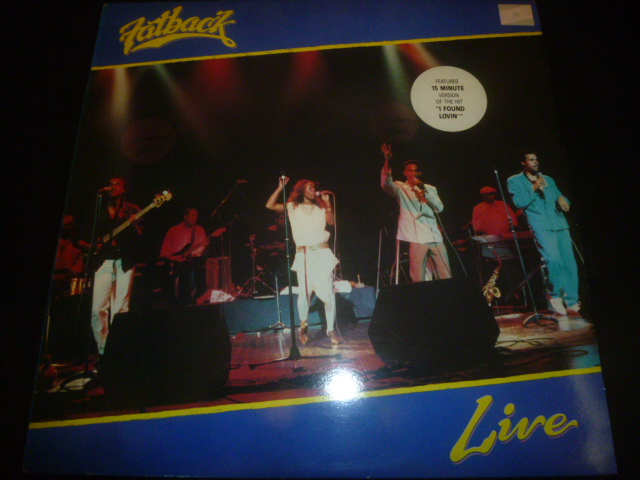 Fatback
FEATURES
15 MINUTE
VERSION
OF THE HIT
"I FOUND
LOVIN'"
Live